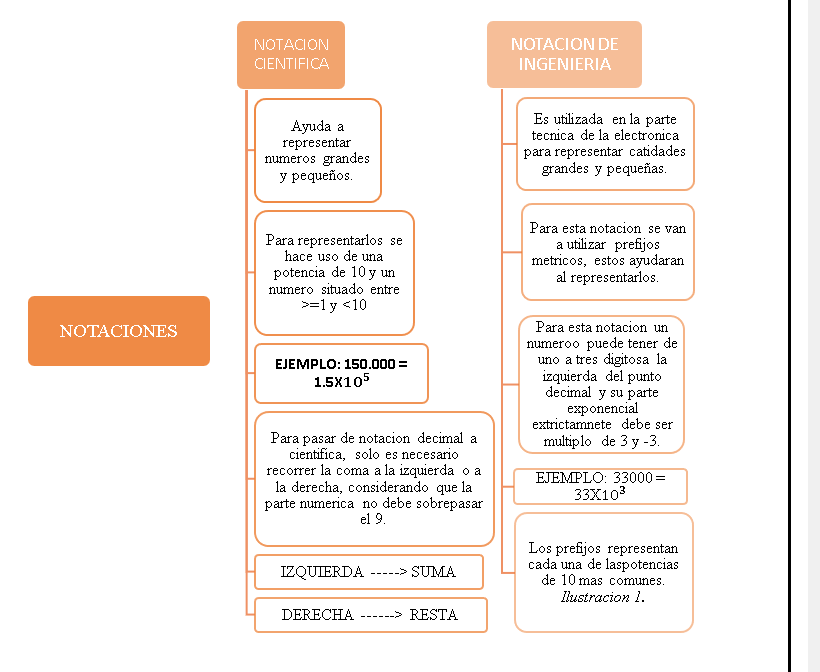 NOTACIONES
NOTACION
CIENTIFICA
Ayuda a
representar
numeros grandes
y pequeños.
Para representarlos se
hace uso de una
potencia de 10 y un
numero situado entre
>=1 y <10
EJEMPLO: 150.000 =
1.5X10⁵
Para pasar de notacion decimal a
cientifica, solo es necesario
recorrer la coma a la izquierda o a
la derecha, considerando que la
parte numerica no debe sobrepasar
el 9.
IZQUIERDA -----> SUMA
DERECHA ------> RESTA
NOTACION DE
INGENIERIA
Es utilizada en la parte
tecnica de la electronica
para representar catidades
grandes y pequeñas.
Para esta notacion se van
a utilizar prefijos
metricos, estos ayudaran
al representarlos.
Para esta notacion un
numeroo puede tener de
uno a tres digitosa la
izquierda del punto
decimal y su parte
exponencial
extrictamnete debe ser
multiplo de 3 y -3.
EJEMPLO: 33000 =
33X10³
Los prefijos representan
cada una de laspotencias
de 10 mas comunes.
Ilustracion 1.